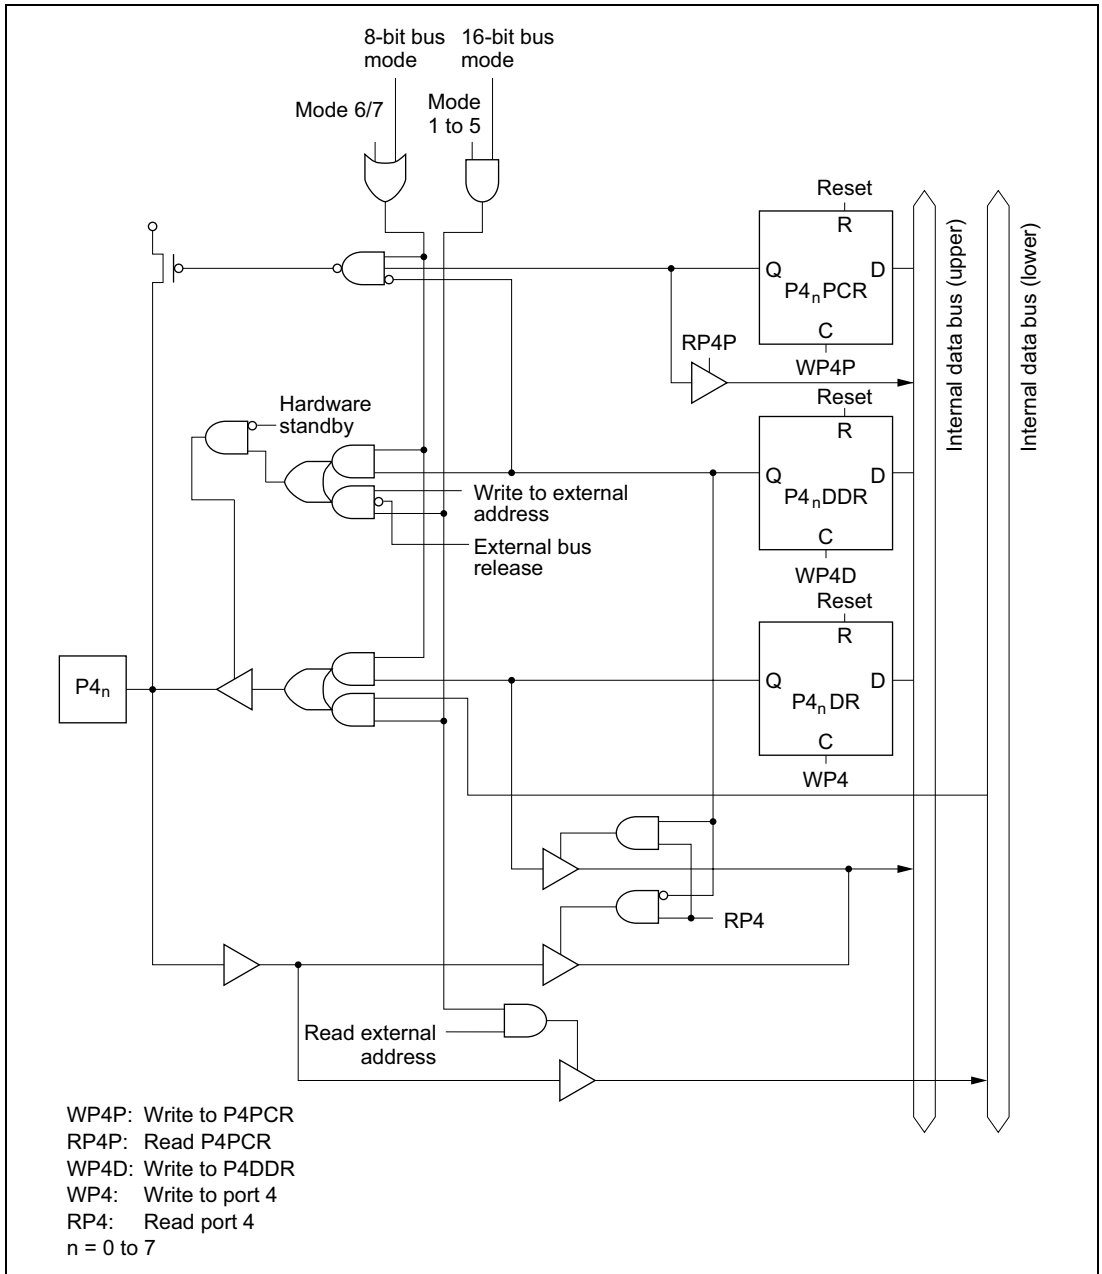 8-bit bus
mode
16-bit bus
mode
Mode 6/7
Mode
1 to 5
Reset
R
Q
D
P4nPCR
C
WP4P
RP4P
Internal data bus (upper)
Internal data bus (lower)
Hardware
standby
Write to external
address
External bus
release
Reset
R
Q
D
P4nDDR
C
WP4D
Reset
R
Q
D
P4nDR
C
WP4
P4n
RP4
Read external
address
WP4P: Write to P4PCR
RP4P: Read P4PCR
WP4D: Write to P4DDR
WP4: Write to port 4
RP4: Read port 4
n = 0 to 7